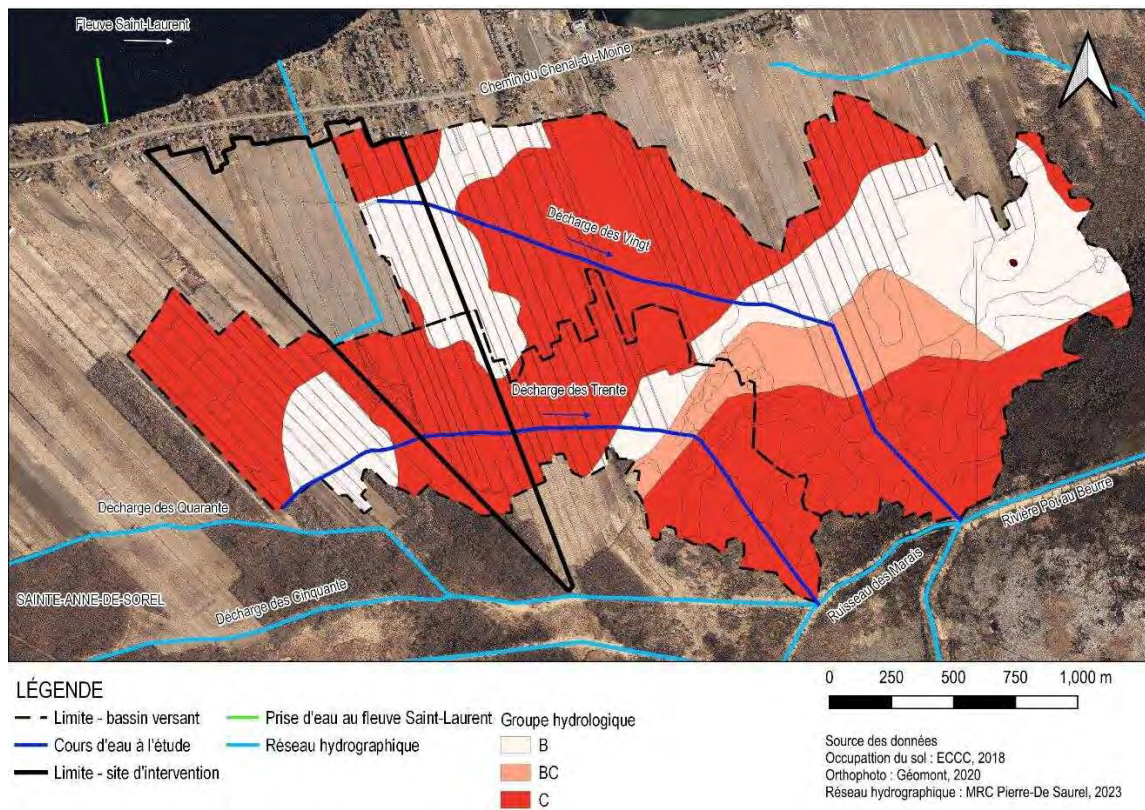 Fleuve Saint-Laurent
Chemin du Chenal-du-Moine
Décharge des Vingt
Décharge des Trente
Décharge des Quarante
Rivière Pot au Beurre
Ruisseau des Marais
SAINTE-ANNE-DE-SOREL
Décharge des Cinquante
LÉGENDE
Limite - bassin versant
Cours d'eau à l'étude
Limite - site d'intervention
Prise d'eau au fleuve Saint-Laurent
Réseau hydrographique
Groupe hydrologique
B
BC
C
0 250 500 750 1,000 m
Source des données
Occupation du sol : ECCC, 2018
Orthophoto : Géomont, 2020
Réseau hydrographique : MRC Pierre-De Saurel, 2023